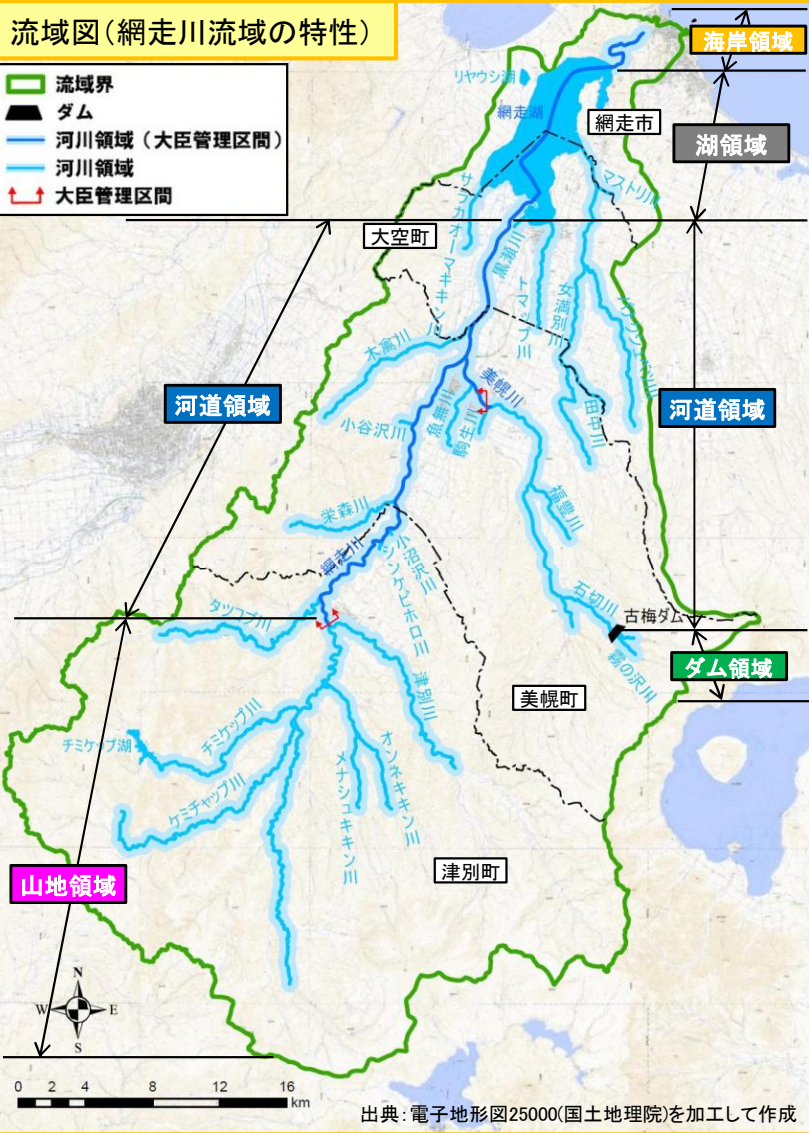 流域図(網走川流域の特性)
流域界
ダム
河川領域(大臣管理区間)
河川領域
大臣管理区間
海岸領域
リヤウシ湖
網走湖
網走市
湖領域
マストリ川
サラカオーマキキン川
大空町
黒瀬川
トマップ川
女満別川
木禽川
美幌川
河道領域
河道領域
魚無川
駒生川
田中川
小谷沢川
福豊川
栄森川
網走川
小沼沢川
シンケピホロ川
石切川
古梅ダム
タツコブ川
霧の沢川
ダム領域
津別川
美幌町
チミケップ川
チミケップ湖
オンネキキン川
メナシュキキン川
ケミチャップ川
山地領域
津別町
N
W
E
S
0 2 4 8 12 16
km
出典:電子地形図25000(国土地理院)を加工して作成